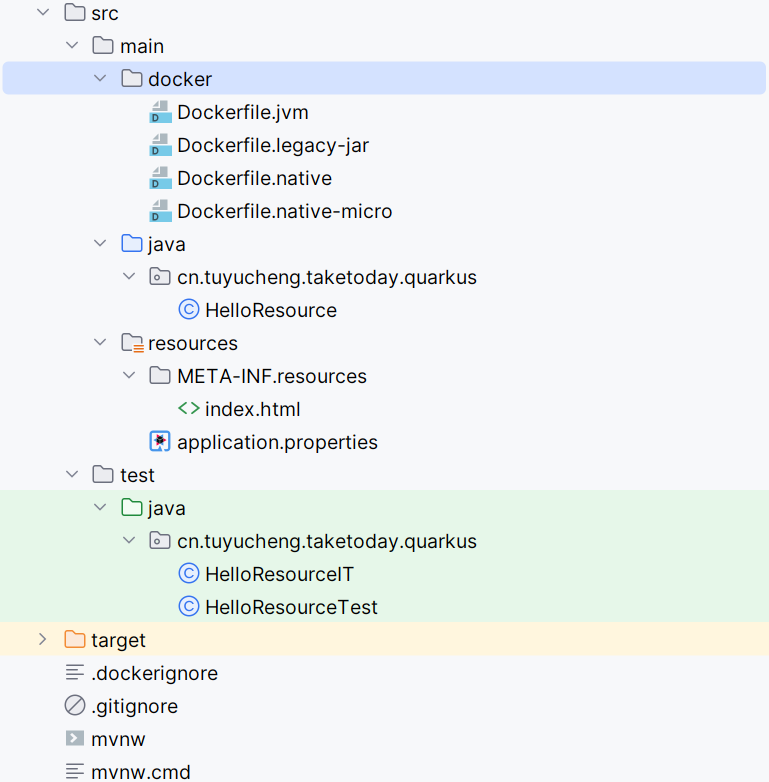 src
main
docker
Dockerfile.jvm
Dockerfile.legacy-jar
Dockerfile.native
Dockerfile.native-micro
java
cn.tuyucheng.taketoday.quarkus
HelloResource
resources
META-INF.resources
index.html
application.properties
test
java
cn.tuyucheng.taketoday.quarkus
HelloResourceIT
HelloResourceTest
target
.dockerignore
.gitignore
mvnw
mvnw.cmd